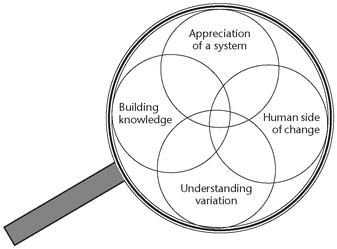 Appreciation
of a system
Building
knowledge
Human side
of change
Understanding
variation